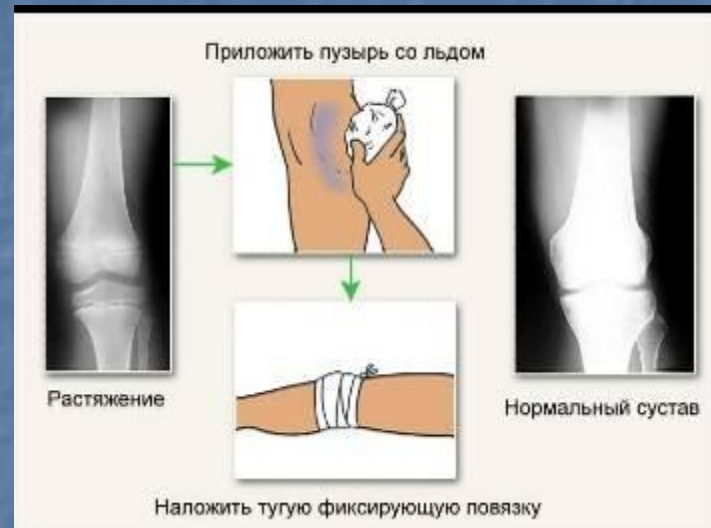 Приложить пузырь со льдом
Растяжение
Нормальный сустав
Наложить тугую фиксирующую повязку